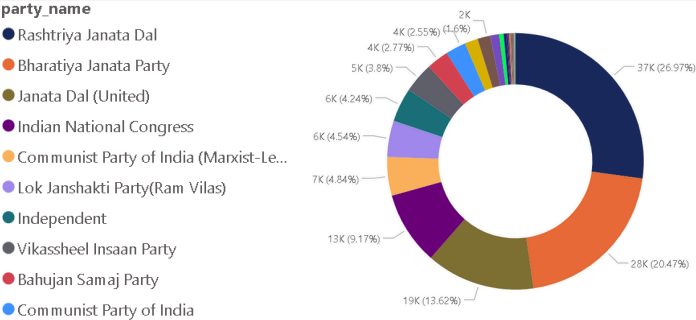 party_name
Rashtriya Janata Dal
Bharatiya Janata Party
Janata Dal (United)
Indian National Congress
Communist Party of India (Marxist-Le...
Lok Janshakti Party(Ram Vilas)
Independent
Vikassheel Insaan Party
Bahujan Samaj Party
Communist Party of India
37K (26.97%)
28K (20.47%)
19K (13.62%)
13K (9.17%)
7K (4.84%)
6K (4.54%)
6K (4.24%)
5K (3.8%)
4K (2.77%)
4K (2.55%)
(1.6%)
2K